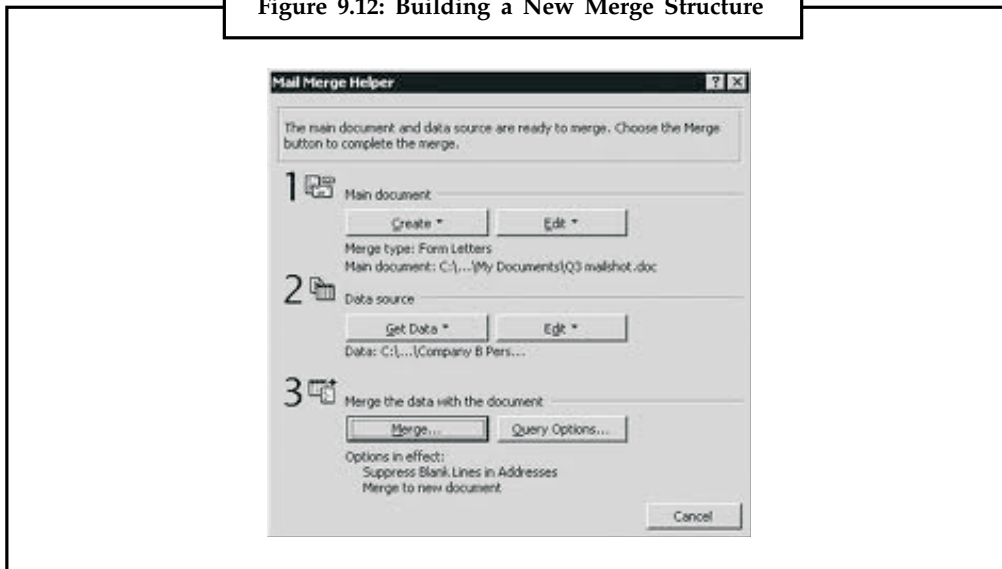 Figure 9.12: Building a New Merge Structure
Mail Merge Helper
The main document and data source are ready to merge. Choose the Merge
button to complete the merge.
1 Main document
Create Edit
Merge type: Form Letters
Main document: C:\...\My Documents\Q3 mailshot.doc
2 Data source
Get Data Edit
Data: C:\...\Company B Pers...
3 Merge the data with the document
Merge... Query Options...
Options in effect:
Suppress Blank Lines in Addresses
Merge to new document
Cancel